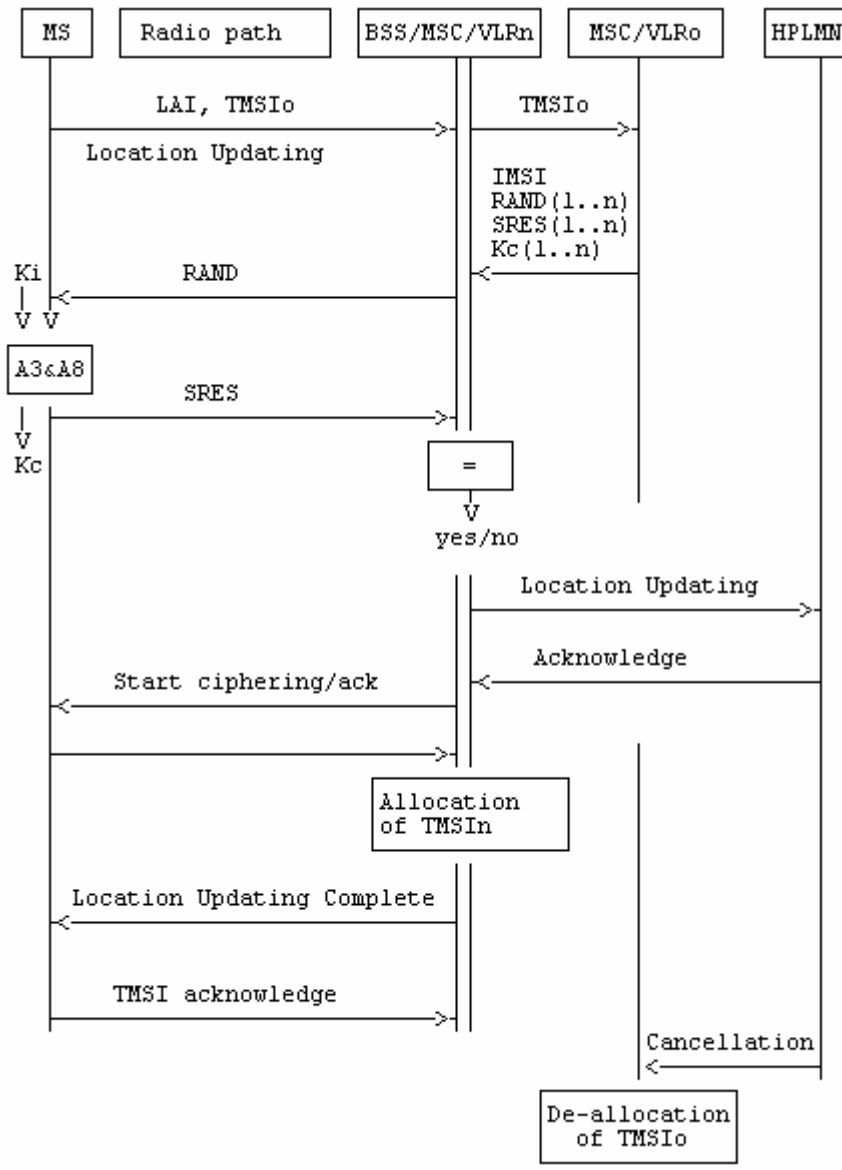 MS
Radio path
BSS/MSC/VLRn
MSC/VLRo
HPLMN
LAI, TMSIo
TMSIo
Location Updating
IMSI
RAND(1..n)
SRES(1..n)
Kc(1..n)
Ki
RAND
V V
A3&A8
SRES
V
Kc
=
V
yes/no
Location Updating
Acknowledge
Start ciphering/ack
Allocation
of TMSIn
Location Updating Complete
TMSI acknowledge
Cancellation
De-allocation
of TMSIo